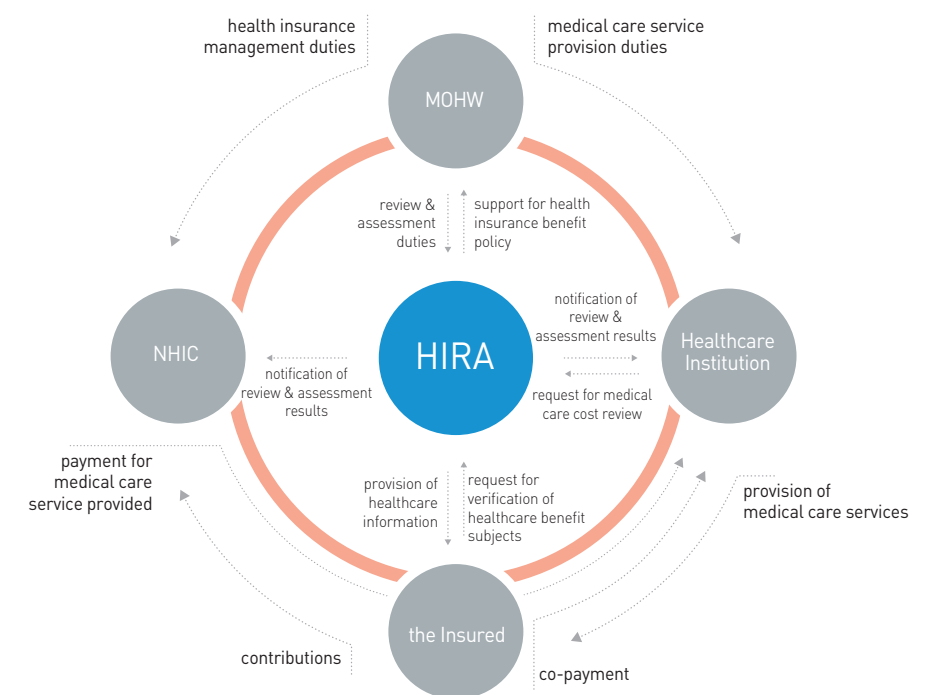 health insurance
management duties
medical care service
provision duties
MOHW
review &
assessment
duties
support for health
insurance benefit
policy
NHIC
HIRA
Healthcare
Institution
notification of
review &
assessment results
notification of
review & assessment
results
request for medical
care cost review
payment for
medical care
service provided
provision of
healthcare
information
request for
verification of
healthcare benefit
subjects
provision of
medical care services
the Insured
contributions
co-payment